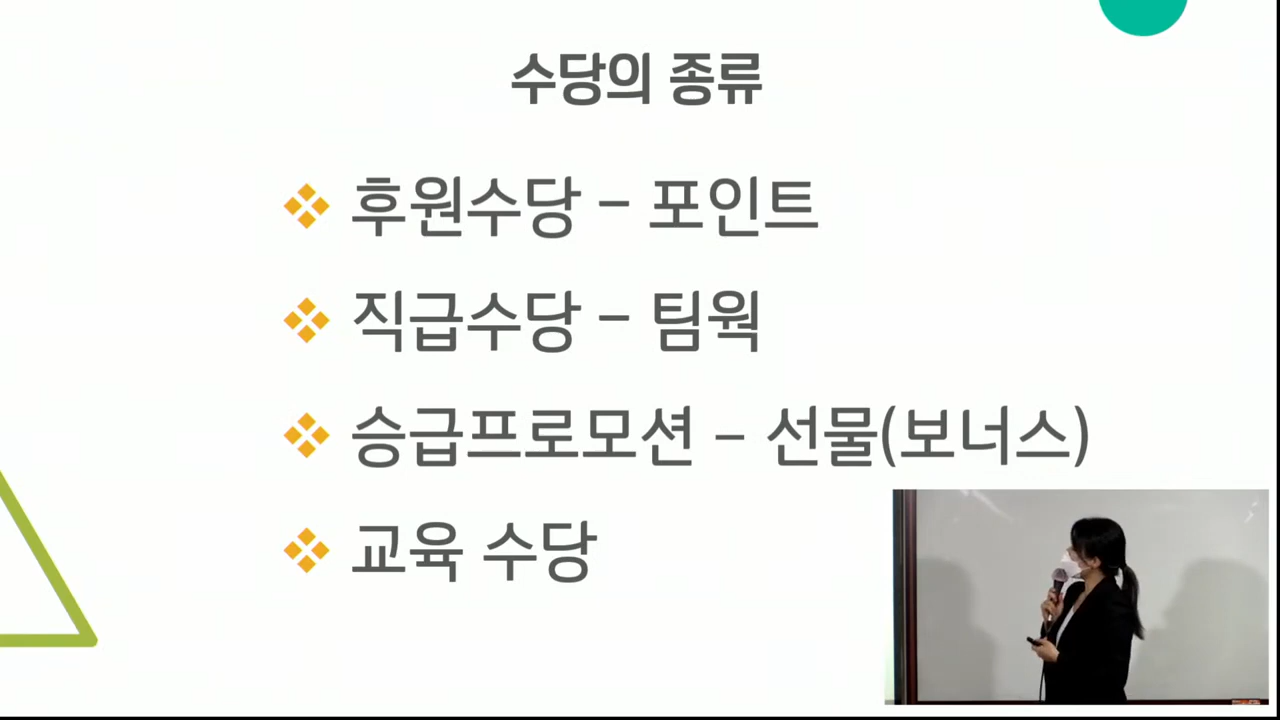 수당의 종류
후원수당 – 포인트
직급수당 – 팀웍
승급프로모션 – 선물(보너스)
교육 수당